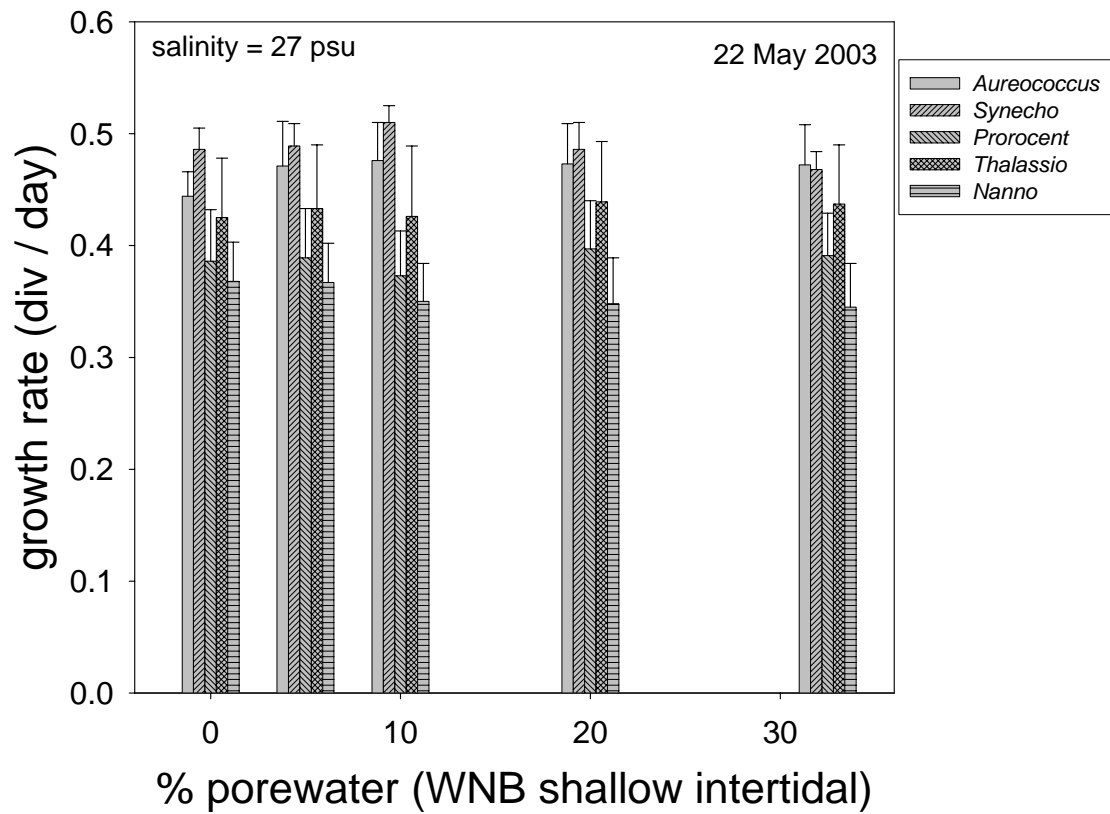 salinity = 27 psu
22 May 2003
Aureococcus
Synecho
Prorocent
Thalassio
Nanno
growth rate (div / day)
0.6
0.5
0.4
0.3
0.2
0.1
0.0
0 10 20 30
% porewater (WNB shallow intertidal)